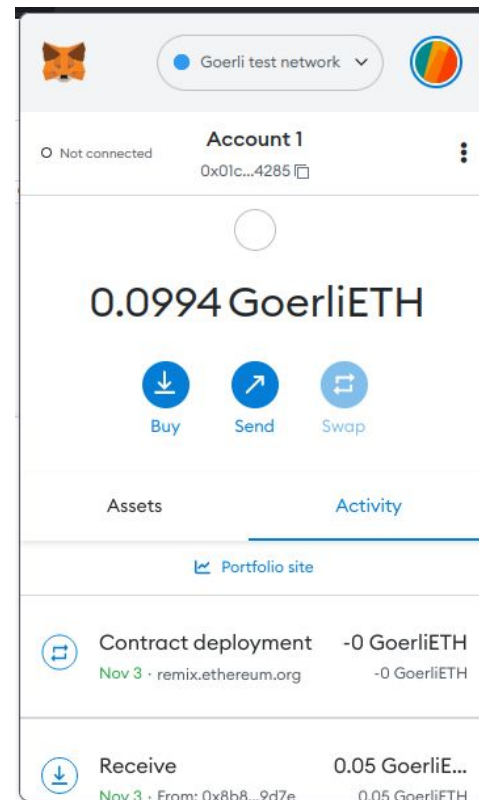 Goerli test network
Account 1
Not connected
0x01c...4285
0.0994 GoerliETH
Buy Send Swap
Assets Activity
Portfolio site
Contract deployment -0 GoerliETH
Nov 3 · remix.ethereum.org -0 GoerliETH
Receive 0.05 GoerliE...
Nov 3 · From: 0x8b8...9d7e 0.05 GoerliETH